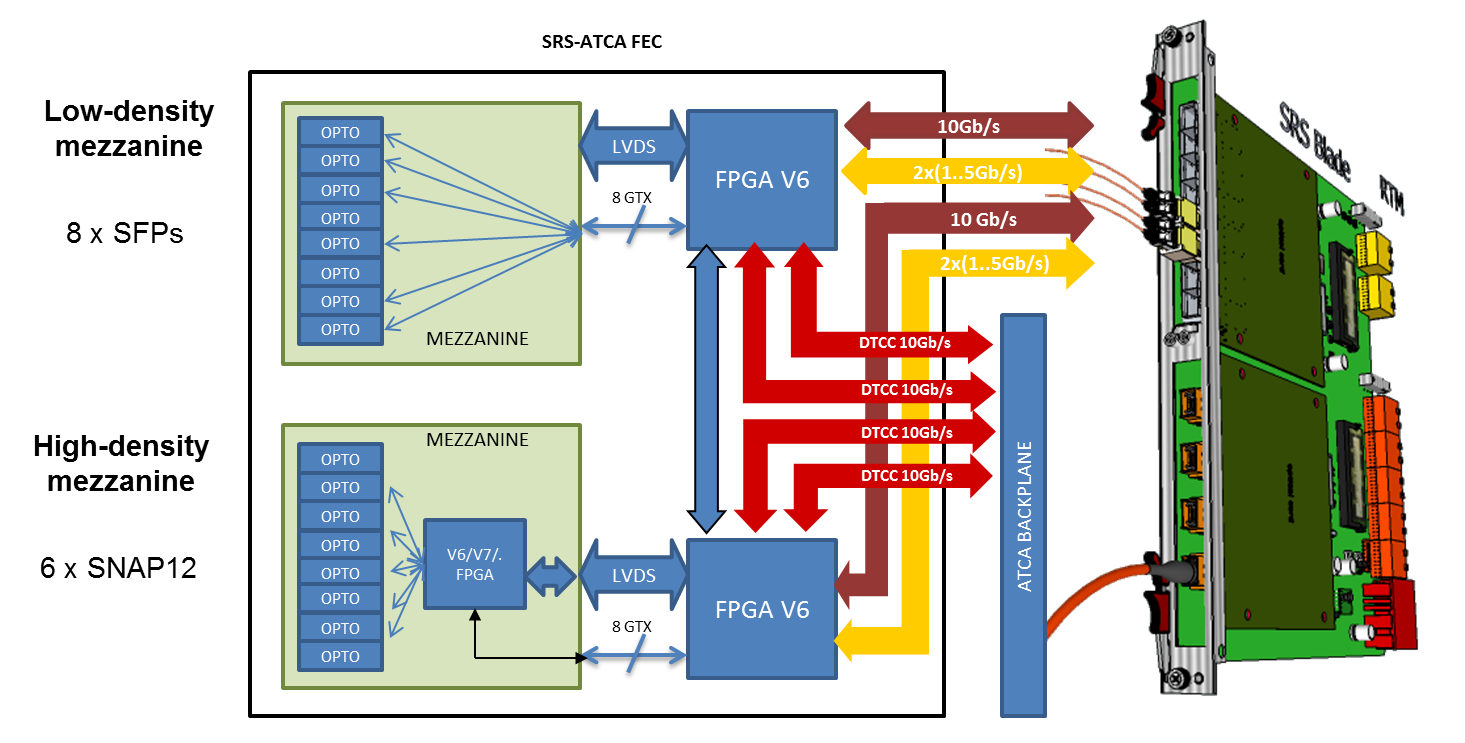 SRS-ATCA FEC
Low-density
mezzanine
8 x SFPs
OPTO
OPTO
OPTO
OPTO
OPTO
OPTO
OPTO
OPTO
MEZZANINE
LVDS
8 GTX
FPGA V6
10Gb/s
2x(1..5Gb/s)
10 Gb/s
2x(1..5Gb/s)
DTCC 10Gb/s
DTCC 10Gb/s
DTCC 10Gb/s
DTCC 10Gb/s
ATCA BACKPLANE
High-density
mezzanine
6 x SNAP12
MEZZANINE
OPTO
OPTO
OPTO
OPTO
OPTO
OPTO
OPTO
OPTO
V6/V7/.
FPGA
LVDS
8 GTX
FPGA V6
SRS Blade
RTM